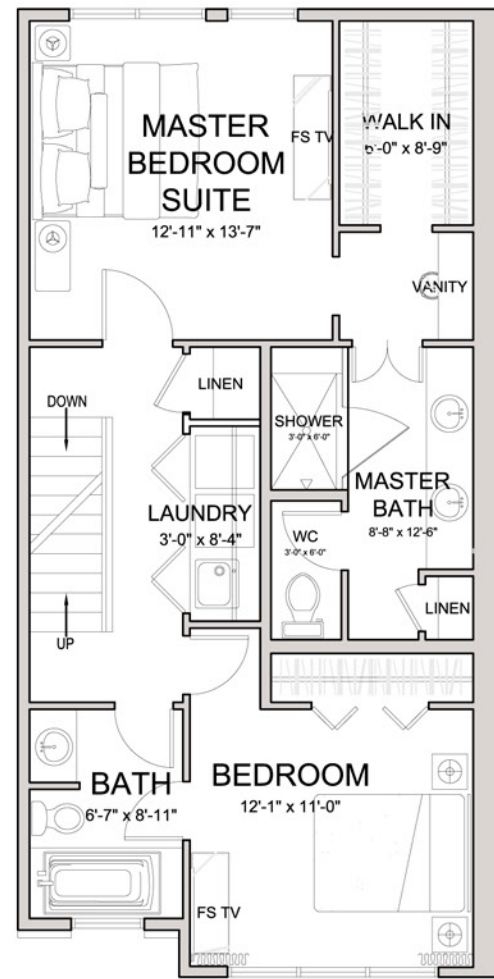 MASTER
BEDROOM
SUITE
12'-11" x 13'-7"
FS TV
WALK IN
6'-0" x 8'-9"
VANITY
LINEN
DOWN
SHOWER
3'-0" x 6'-0"
MASTER
BATH
8'-8" x 12'-6"
LAUNDRY
3'-0" x 8'-4"
WC
3'-0" x 6'-0"
LINEN
UP
BATH
6'-7" x 8'-11"
BEDROOM
12'-1" x 11'-0"
FS TV